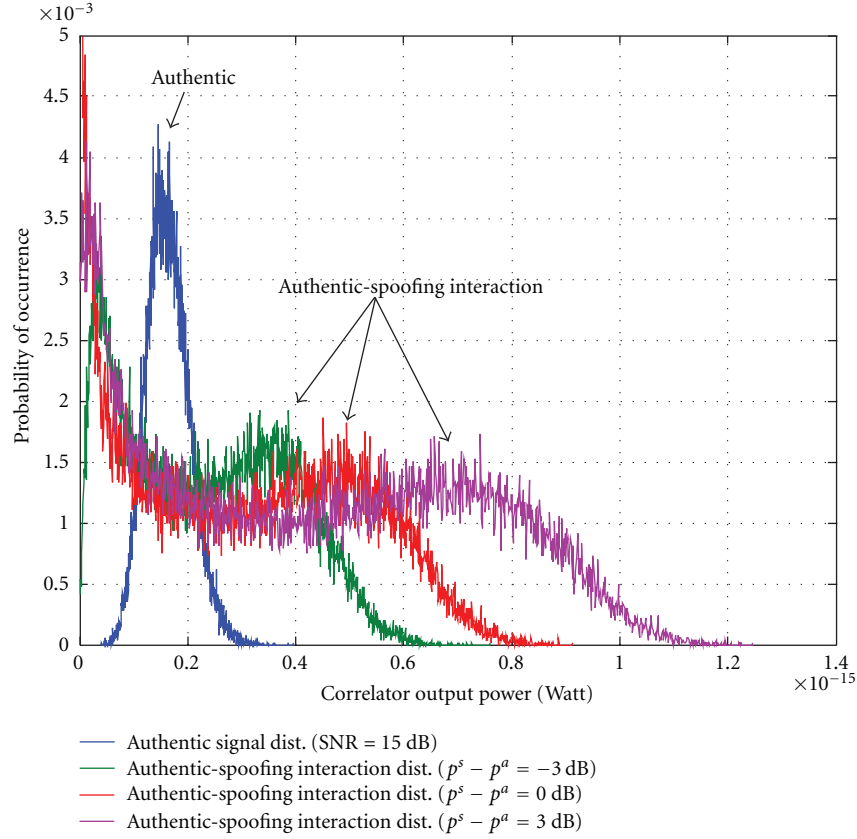 ×10⁻³
5
4.5
4
3.5
3
2.5
2
1.5
1
0.5
0
Probability of occurrence
Authentic
Authentic-spoofing interaction
0 0.2 0.4 0.6 0.8 1 1.2 1.4
×10⁻¹⁵
Correlator output power (Watt)
Authentic signal dist. (SNR = 15 dB)
Authentic-spoofing interaction dist. (pˢ − pᵃ = −3 dB)
Authentic-spoofing interaction dist. (pˢ − pᵃ = 0 dB)
Authentic-spoofing interaction dist. (pˢ − pᵃ = 3 dB)